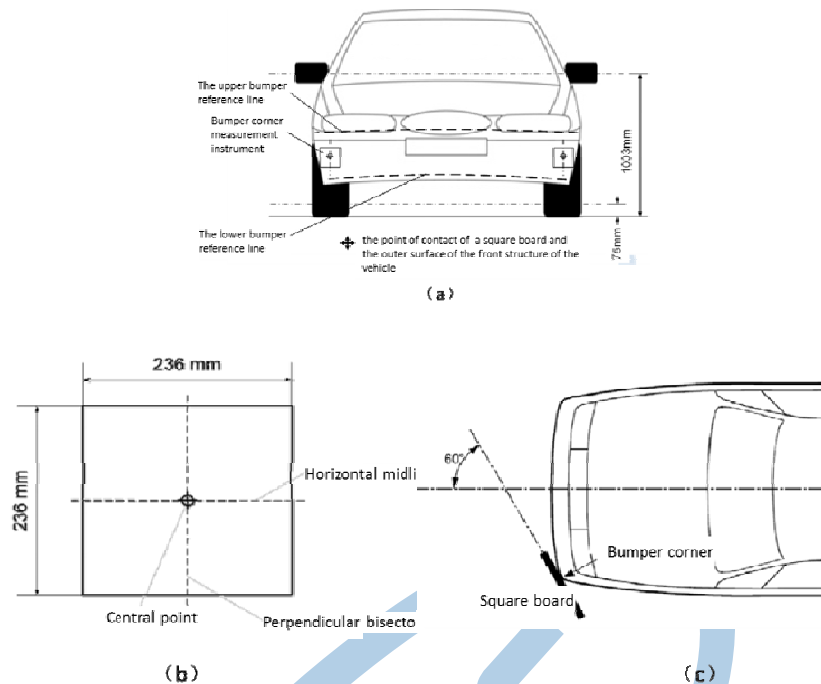 The upper bumper
reference line
Bumper corner
measurement
instrument
The lower bumper
reference line
1003mm
75mm
the point of contact of a square board and
the outer surface of the front structure of the
vehicle
(a)
236 mm
236 mm
Horizontal midli
Central point
Perpendicular bisecto
(b)
60°
Bumper corner
Square board
(c)